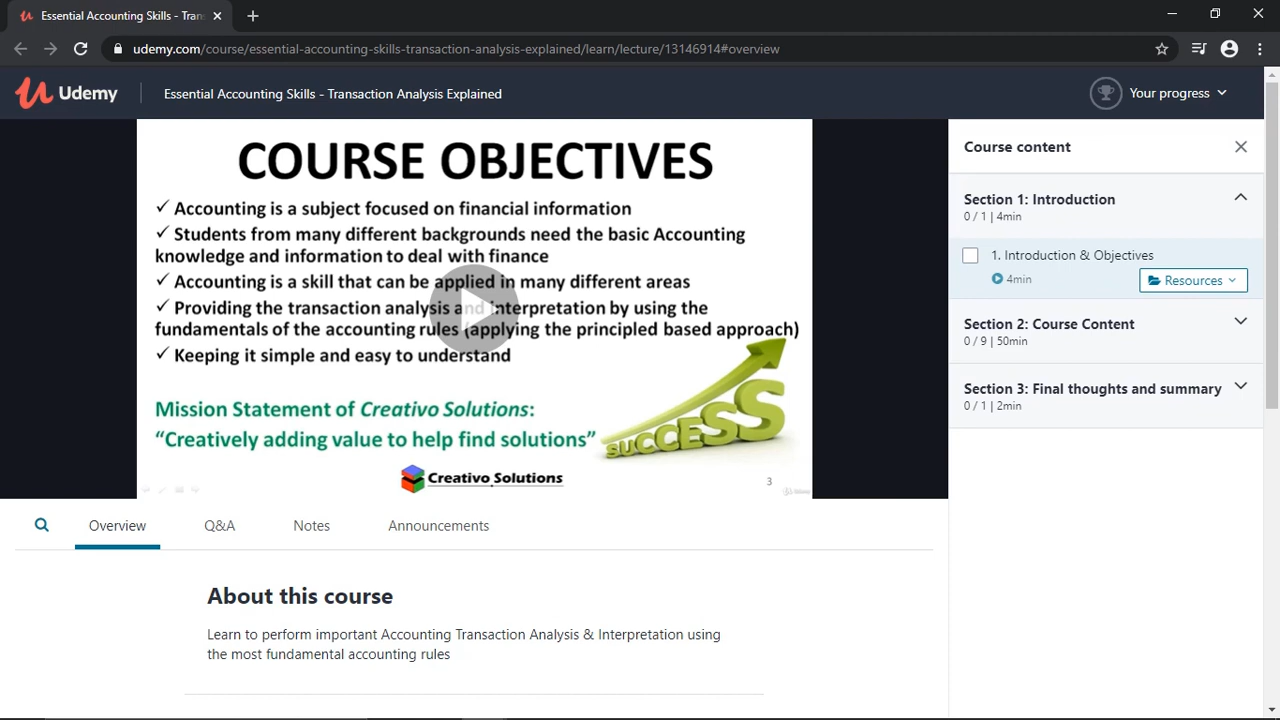 Essential Accounting Skills - Tran
udemy.com/course/essential-accounting-skills-transaction-analysis-explained/learn/lecture/13146914#overview
Udemy
Essential Accounting Skills - Transaction Analysis Explained
Your progress
COURSE OBJECTIVES
✓ Accounting is a subject focused on financial information
✓ Students from many different backgrounds need the basic Accounting
knowledge and information to deal with finance
✓ Accounting is a skill that can be applied in many different areas
✓ Providing the transaction analysis and interpretation by using the
fundamentals of the accounting rules (applying the principled based approach)
✓ Keeping it simple and easy to understand
Mission Statement of Creativo Solutions:
“Creatively adding value to help find solutions”
SUCCESS
Creativo Solutions
3
Udemy
Course content
Section 1: Introduction
0 / 1 | 4min
1. Introduction & Objectives
4min
Resources
Section 2: Course Content
0 / 9 | 50min
Section 3: Final thoughts and summary
0 / 1 | 2min
Overview
Q&A
Notes
Announcements
About this course
Learn to perform important Accounting Transaction Analysis & Interpretation using
the most fundamental accounting rules